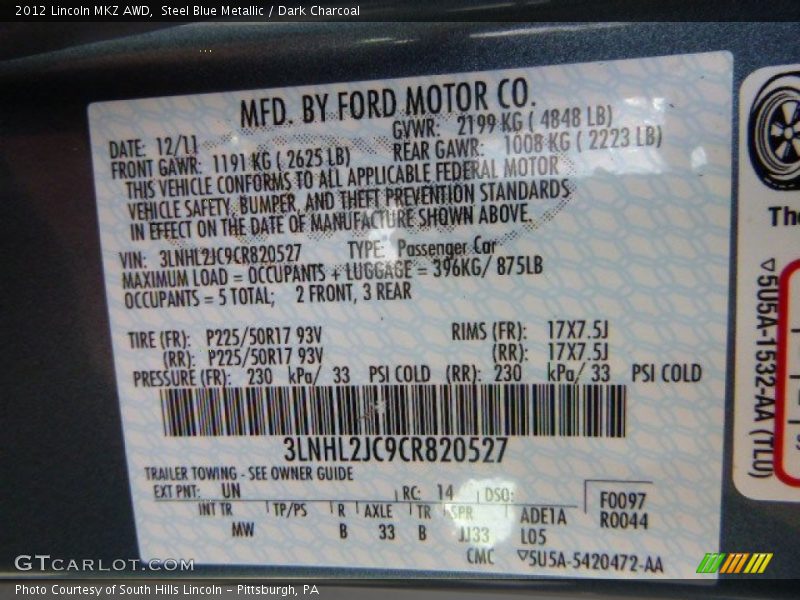 2012 Lincoln MKZ AWD, Steel Blue Metallic / Dark Charcoal
MFD. BY FORD MOTOR CO.
DATE: 12/11 GVWR: 2199 KG ( 4848 LB)
FRONT GAWR: 1191 KG ( 2625 LB) REAR GAWR: 1008 KG ( 2223 LB)
THIS VEHICLE CONFORMS TO ALL APPLICABLE FEDERAL MOTOR
VEHICLE SAFETY, BUMPER, AND THEFT PREVENTION STANDARDS
IN EFFECT ON THE DATE OF MANUFACTURE SHOWN ABOVE.
VIN: 3LNHL2JC9CR820527 TYPE: Passenger Car
MAXIMUM LOAD = OCCUPANTS + LUGGAGE = 396KG/ 875LB
OCCUPANTS = 5 TOTAL; 2 FRONT, 3 REAR
TIRE (FR): P225/50R17 93V RIMS (FR): 17X7.5J
(RR): P225/50R17 93V (RR): 17X7.5J
PRESSURE (FR): 230 kPa/ 33 PSI COLD (RR): 230 kPa/ 33 PSI COLD
3LNHL2JC9CR820527
TRAILER TOWING - SEE OWNER GUIDE
EXT PNT: UN RC: 14 DSO: F0097
INT TR TP/PS R AXLE TR SPR ADE1A R0044
MW B 33 B JJ33 L05
CMC ▽5U5A-5420472-AA
The
▽5U5A-1532-AA (TLU)
GTCARLOT.COM
Photo Courtesy of South Hills Lincoln - Pittsburgh, PA